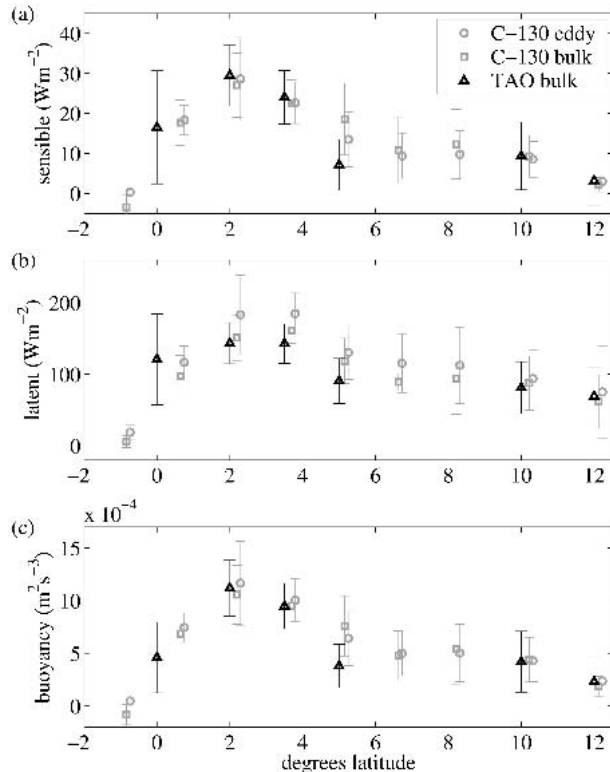 (a)
40
30
20
10
0
sensible (Wm−2)
C−130 eddy
C−130 bulk
TAO bulk
−2 0 2 4 6 8 10 12
(b)
200
100
0
latent (Wm−2)
−2 0 2 4 6 8 10 12
x 10−4
(c)
15
10
5
0
buoyancy (m2s−3)
−2 0 2 4 6 8 10 12
degrees latitude